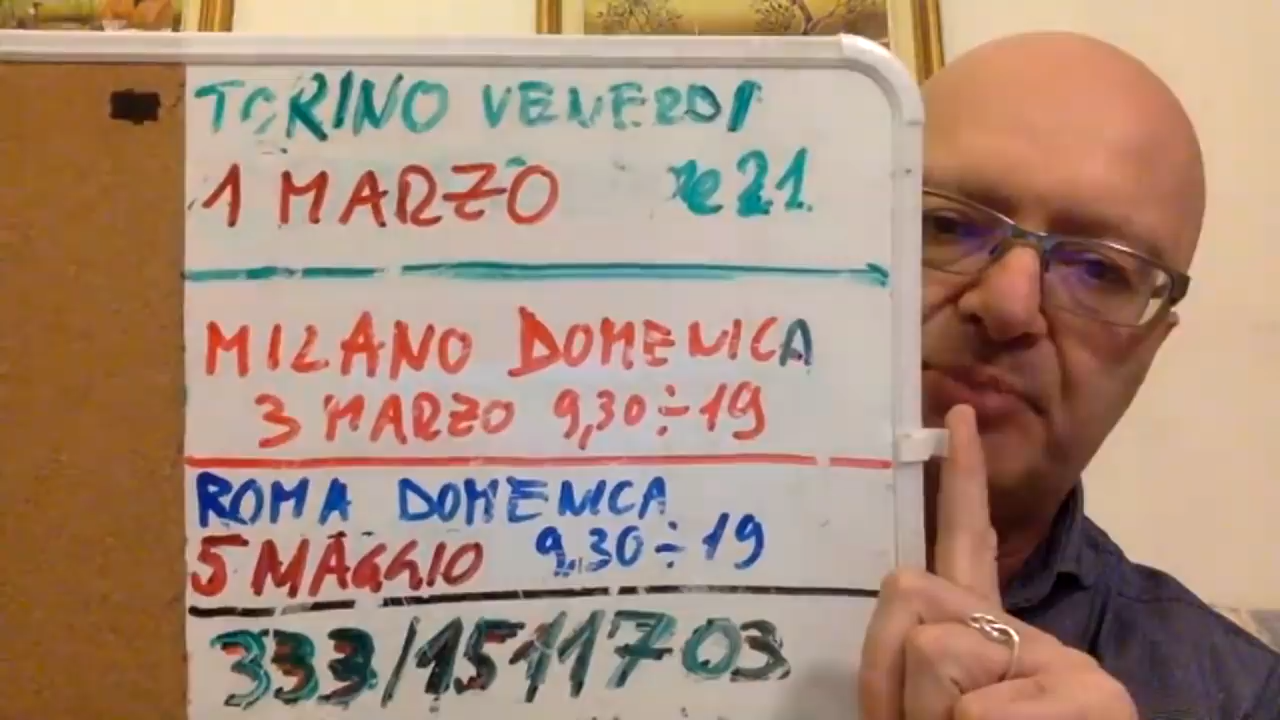 TORINO VENERDI
1 MARZO re 21
MILANO DOMENICA
3 MARZO 9,30÷19
ROMA DOMENICA
5 MAGGIO 9,30÷19
333/1511703